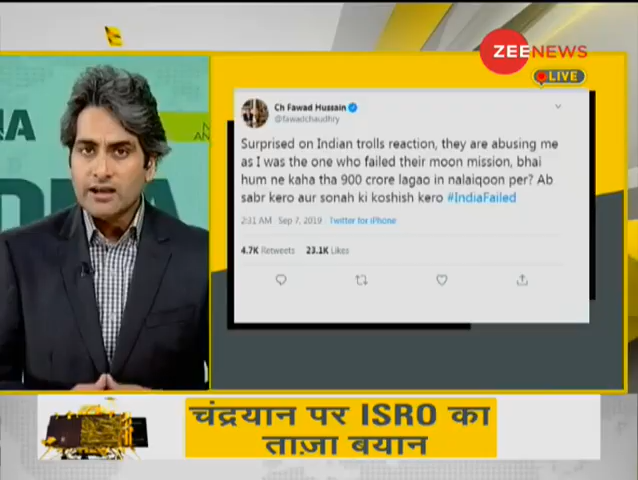 ZEENEWS
LIVE
NA
Ch Fawad Hussain
@fawadchaudhry
Surprised on Indian trolls reaction, they are abusing me
as I was the one who failed their moon mission, bhai
hum ne kaha tha 900 crore lagao in nalaiqoon per? Ab
sabr kero aur sonah ki koshish kero #IndiaFailed
2:31 AM Sep 7, 2019 Twitter for iPhone
4.7K Retweets 23.1K Likes
चंद्रयान पर ISRO का
ताज़ा बयान